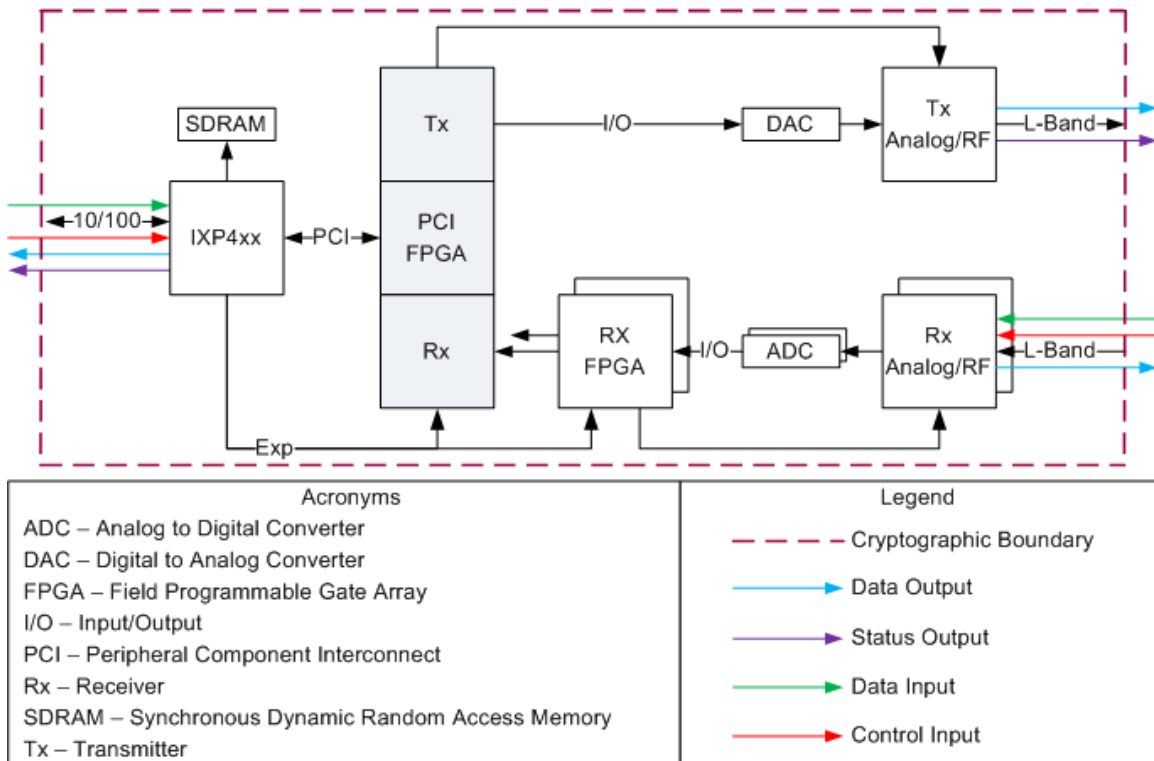 Tx
I/O
DAC
Tx
Analog/RF
L-Band
SDRAM
10/100
IXP4xx
PCI
PCI
FPGA
Rx
RX
FPGA
I/O
ADC
Rx
Analog/RF
L-Band
Exp
Acronyms
ADC – Analog to Digital Converter
DAC – Digital to Analog Converter
FPGA – Field Programmable Gate Array
I/O – Input/Output
PCI – Peripheral Component Interconnect
Rx – Receiver
SDRAM – Synchronous Dynamic Random Access Memory
Tx – Transmitter
Legend
Cryptographic Boundary
Data Output
Status Output
Data Input
Control Input